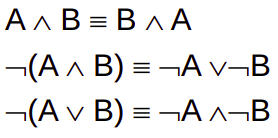 A ∧ B ≡ B ∧ A
¬(A ∧ B) ≡ ¬A ∨¬B
¬(A ∨ B) ≡ ¬A ∧¬B